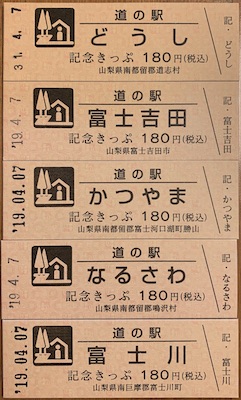 31.4.7
道の駅
どうし
記念きっぷ 180円(税込)
山梨県南都留郡道志村
記・どうし
'19.4.7
道の駅
富士吉田
記念きっぷ 180円(税込)
山梨県富士吉田市
記・富士吉田
'19.04.07
道の駅
かつやま
記念きっぷ 180円(税込)
山梨県南都留郡富士河口湖町勝山
記・かつやま
'19.4.7
道の駅
なるさわ
記念きっぷ 180円(税込)
山梨県南都留郡鳴沢村
記・なるさわ
'19.04.07
道の駅
富士川
記念きっぷ 180円(税込)
山梨県南巨摩郡富士川町
記・富士川